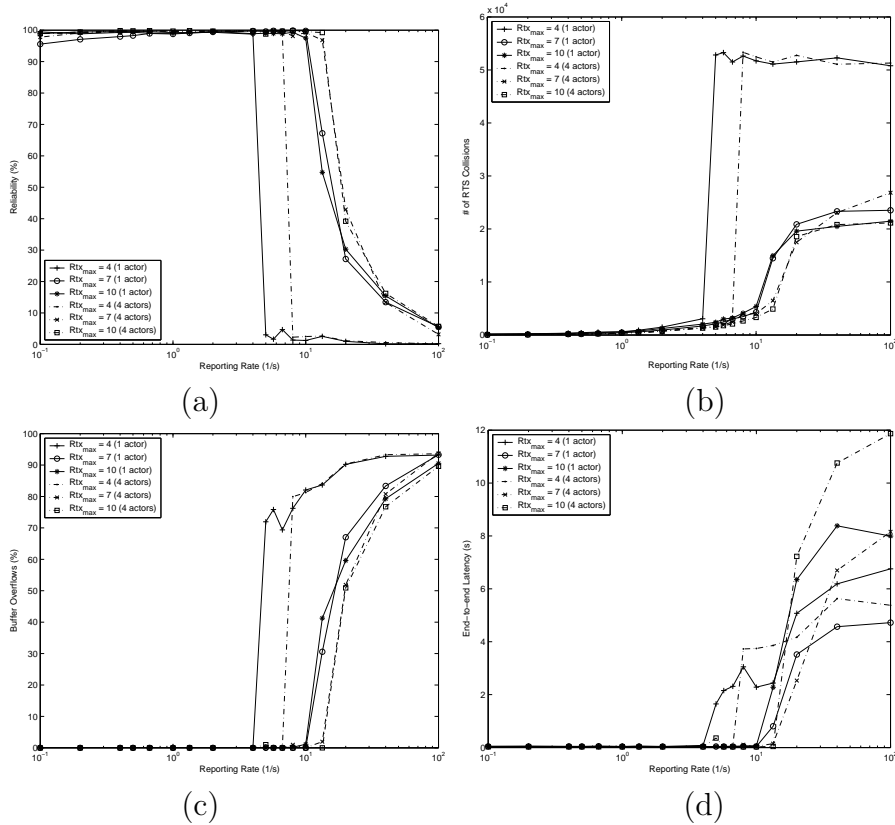 100
90
80
70
60
50
40
30
20
10
0
Reliability (%)
Rtx_max = 4 (1 actor)
Rtx_max = 7 (1 actor)
Rtx_max = 10 (1 actor)
Rtx_max = 4 (4 actors)
Rtx_max = 7 (4 actors)
Rtx_max = 10 (4 actors)
10^-1
10^0
10^1
10^2
Reporting Rate (1/s)
(a)
x 10^4
6
5
4
3
2
1
0
# of RTS Collisions
Rtx_max = 4 (1 actor)
Rtx_max = 7 (1 actor)
Rtx_max = 10 (1 actor)
Rtx_max = 4 (4 actors)
Rtx_max = 7 (4 actors)
Rtx_max = 10 (4 actors)
10^-1
10^0
10^1
10^2
Reporting Rate (1/s)
(b)
100
90
80
70
60
50
40
30
20
10
0
Buffer Overflows (%)
Rtx_max = 4 (1 actor)
Rtx_max = 7 (1 actor)
Rtx_max = 10 (1 actor)
Rtx_max = 4 (4 actors)
Rtx_max = 7 (4 actors)
Rtx_max = 10 (4 actors)
10^-1
10^0
10^1
10^2
Reporting Rate (1/s)
(c)
12
10
8
6
4
2
0
End-to-end Latency (s)
Rtx_max = 4 (1 actor)
Rtx_max = 7 (1 actor)
Rtx_max = 10 (1 actor)
Rtx_max = 4 (4 actors)
Rtx_max = 7 (4 actors)
Rtx_max = 10 (4 actors)
10^-1
10^0
10^1
10^2
Reporting Rate (1/s)
(d)